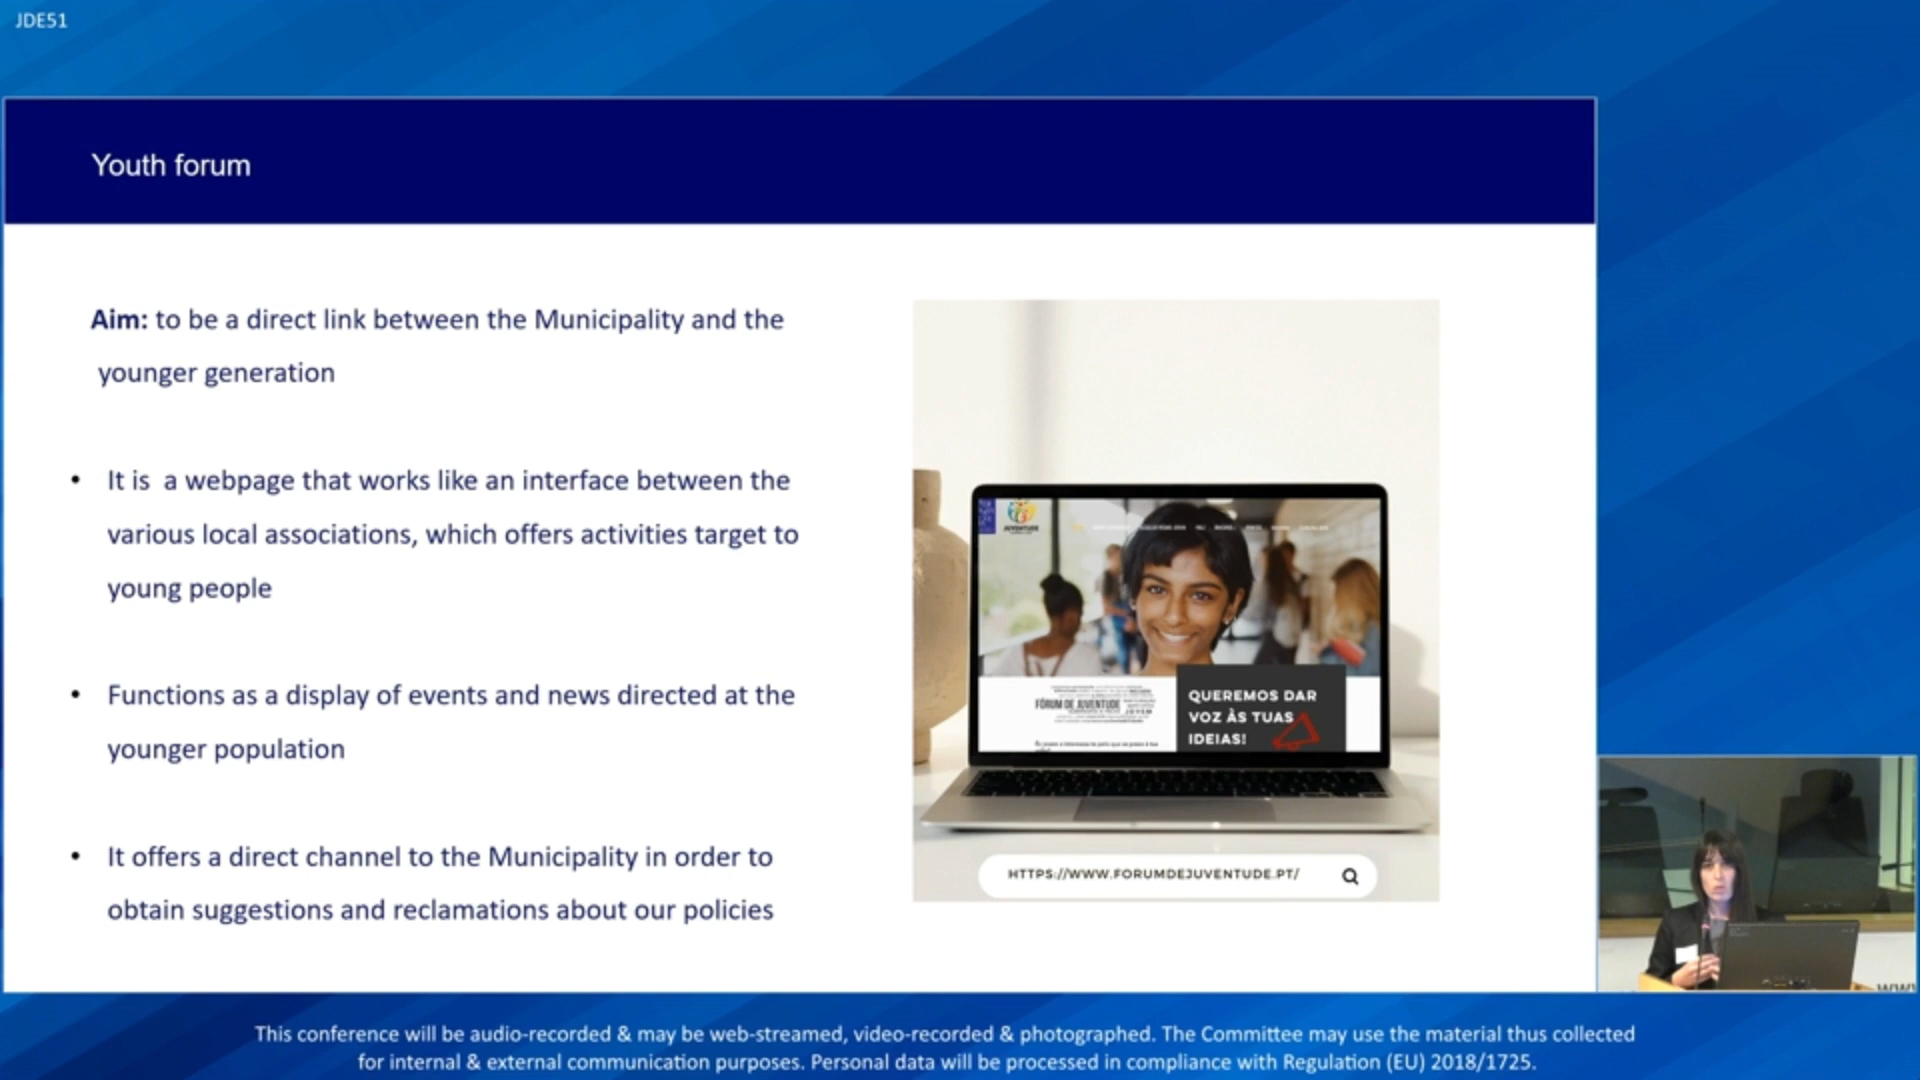 JDE51
Youth forum
Aim: to be a direct link between the Municipality and the
younger generation
• It is a webpage that works like an interface between the
various local associations, which offers activities target to
young people
• Functions as a display of events and news directed at the
younger population
• It offers a direct channel to the Municipality in order to
obtain suggestions and reclamations about our policies
JUVENTUDE
FÓRUM DE JUVENTUDE
QUEREMOS DAR
VOZ ÀS TUAS
IDEIAS!
HTTPS://WWW.FORUMDEJUVENTUDE.PT/
This conference will be audio-recorded & may be web-streamed, video-recorded & photographed. The Committee may use the material thus collected
for internal & external communication purposes. Personal data will be processed in compliance with Regulation (EU) 2018/1725.